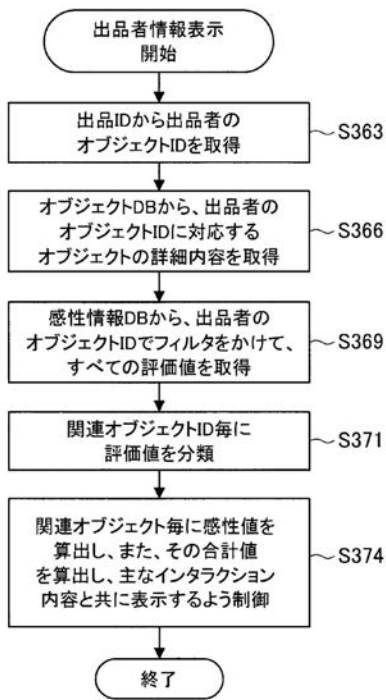 出品者情報表示
開始
出品IDから出品者の
オブジェクトIDを取得
S363
オブジェクトDBから、出品者の
オブジェクトIDに対応する
オブジェクトの詳細内容を取得
S366
感性情報DBから、出品者の
オブジェクトIDでフィルタをかけて、
すべての評価値を取得
S369
関連オブジェクトID毎に
評価値を分類
S371
関連オブジェクト毎に感性値を
算出し、また、その合計値
を算出し、主なインタラクション
内容と共に表示するよう制御
S374
終了